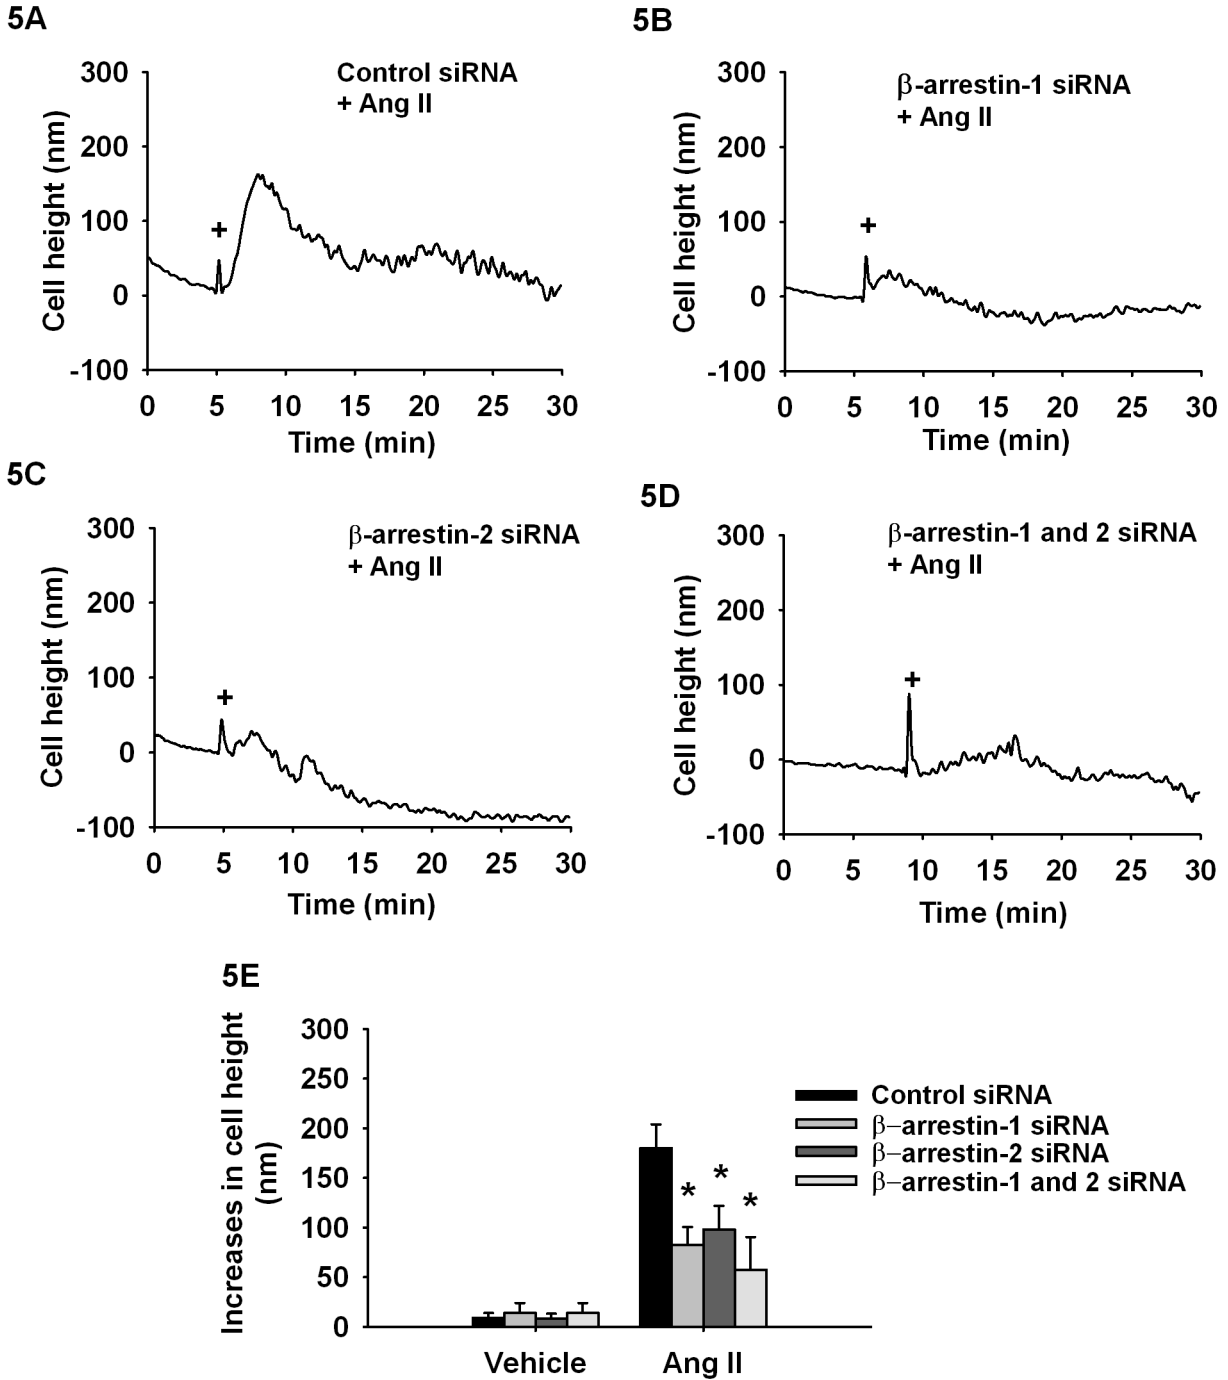 5A
Control siRNA
+ Ang II
Cell height (nm)
300
200
100
0
-100
+
0 5 10 15 20 25 30
Time (min)
5B
β-arrestin-1 siRNA
+ Ang II
Cell height (nm)
300
200
100
0
-100
+
0 5 10 15 20 25 30
Time (min)
5C
β-arrestin-2 siRNA
+ Ang II
Cell height (nm)
300
200
100
0
-100
+
0 5 10 15 20 25 30
Time (min)
5D
β-arrestin-1 and 2 siRNA
+ Ang II
Cell height (nm)
300
200
100
0
-100
+
0 5 10 15 20 25 30
Time (min)
5E
Increases in cell height
(nm)
300
250
200
150
100
50
0
* * *
Vehicle Ang II
Control siRNA
β−arrestin-1 siRNA
β−arrestin-2 siRNA
β−arrestin-1 and 2 siRNA